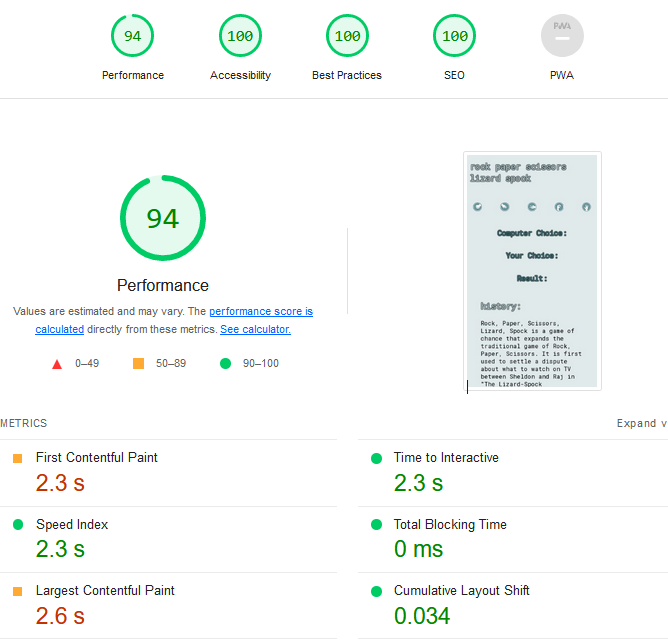 94
100
100
100
PWA
Performance
Accessibility
Best Practices
SEO
PWA
94
Performance
Values are estimated and may vary. The performance score is
calculated directly from these metrics. See calculator.
0–49
50–89
90–100
rock paper scissors
lizard spock
Computer Choice:
Your Choice:
Result:
history:
Rock, Paper, Scissors,
Lizard, Spock is a game of
chance that expands the
traditional game of Rock,
Paper, Scissors. It is first
used to settle a dispute
about what to watch on TV
between Sheldon and Raj in
"The Lizard-Spock
METRICS
Expand v
First Contentful Paint
2.3 s
Time to Interactive
2.3 s
Speed Index
2.3 s
Total Blocking Time
0 ms
Largest Contentful Paint
2.6 s
Cumulative Layout Shift
0.034